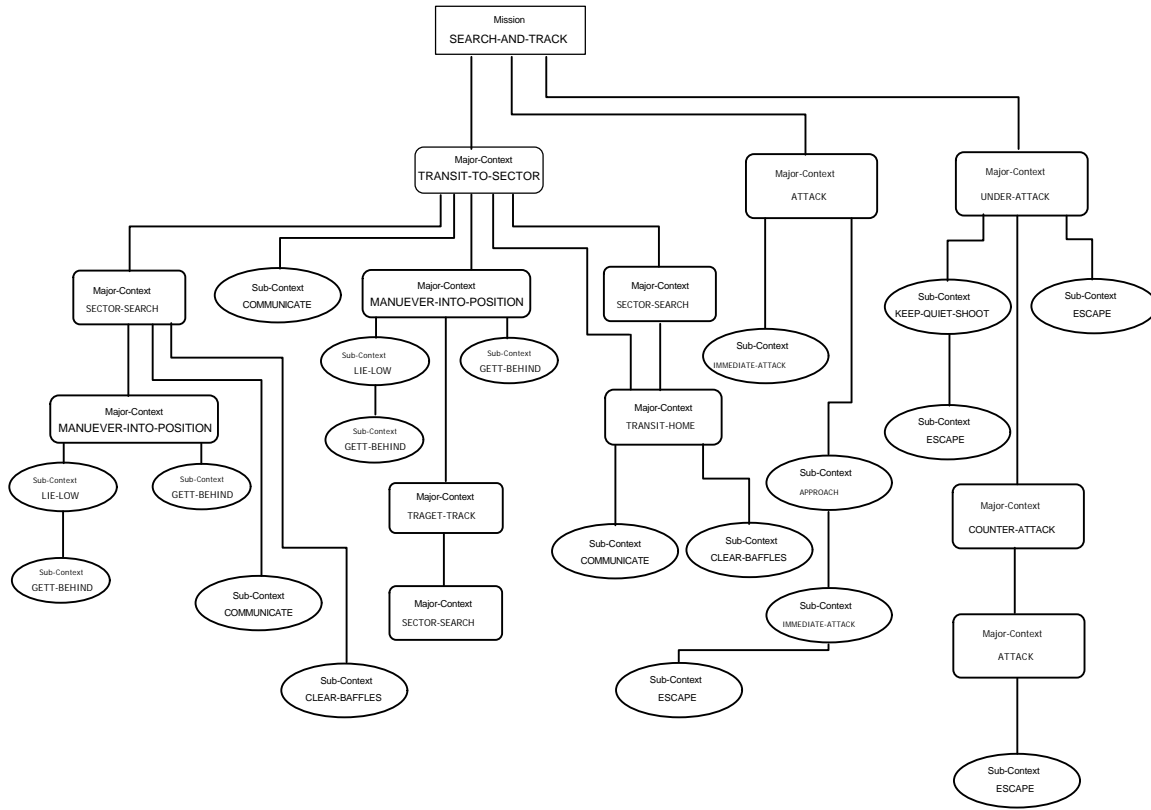 Mission
SEARCH-AND-TRACK
Major-Context
TRANSIT-TO-SECTOR
Major-Context
ATTACK
Major-Context
UNDER-ATTACK
Major-Context
SECTOR-SEARCH
Sub-Context
COMMUNICATE
Major-Context
MANUEVER-INTO-POSITION
Major-Context
SECTOR-SEARCH
Sub-Context
KEEP-QUIET-SHOOT
Sub-Context
ESCAPE
Sub-Context
LIE-LOW
Sub-Context
GETT-BEHIND
Sub-Context
IMMEDIATE-ATTACK
Major-Context
MANUEVER-INTO-POSITION
Sub-Context
GETT-BEHIND
Major-Context
TRANSIT-HOME
Sub-Context
ESCAPE
Sub-Context
LIE-LOW
Sub-Context
GETT-BEHIND
Major-Context
TRAGET-TRACK
Sub-Context
APPROACH
Major-Context
COUNTER-ATTACK
Sub-Context
GETT-BEHIND
Sub-Context
COMMUNICATE
Sub-Context
CLEAR-BAFFLES
Sub-Context
COMMUNICATE
Major-Context
SECTOR-SEARCH
Sub-Context
IMMEDIATE-ATTACK
Major-Context
ATTACK
Sub-Context
CLEAR-BAFFLES
Sub-Context
ESCAPE
Sub-Context
ESCAPE